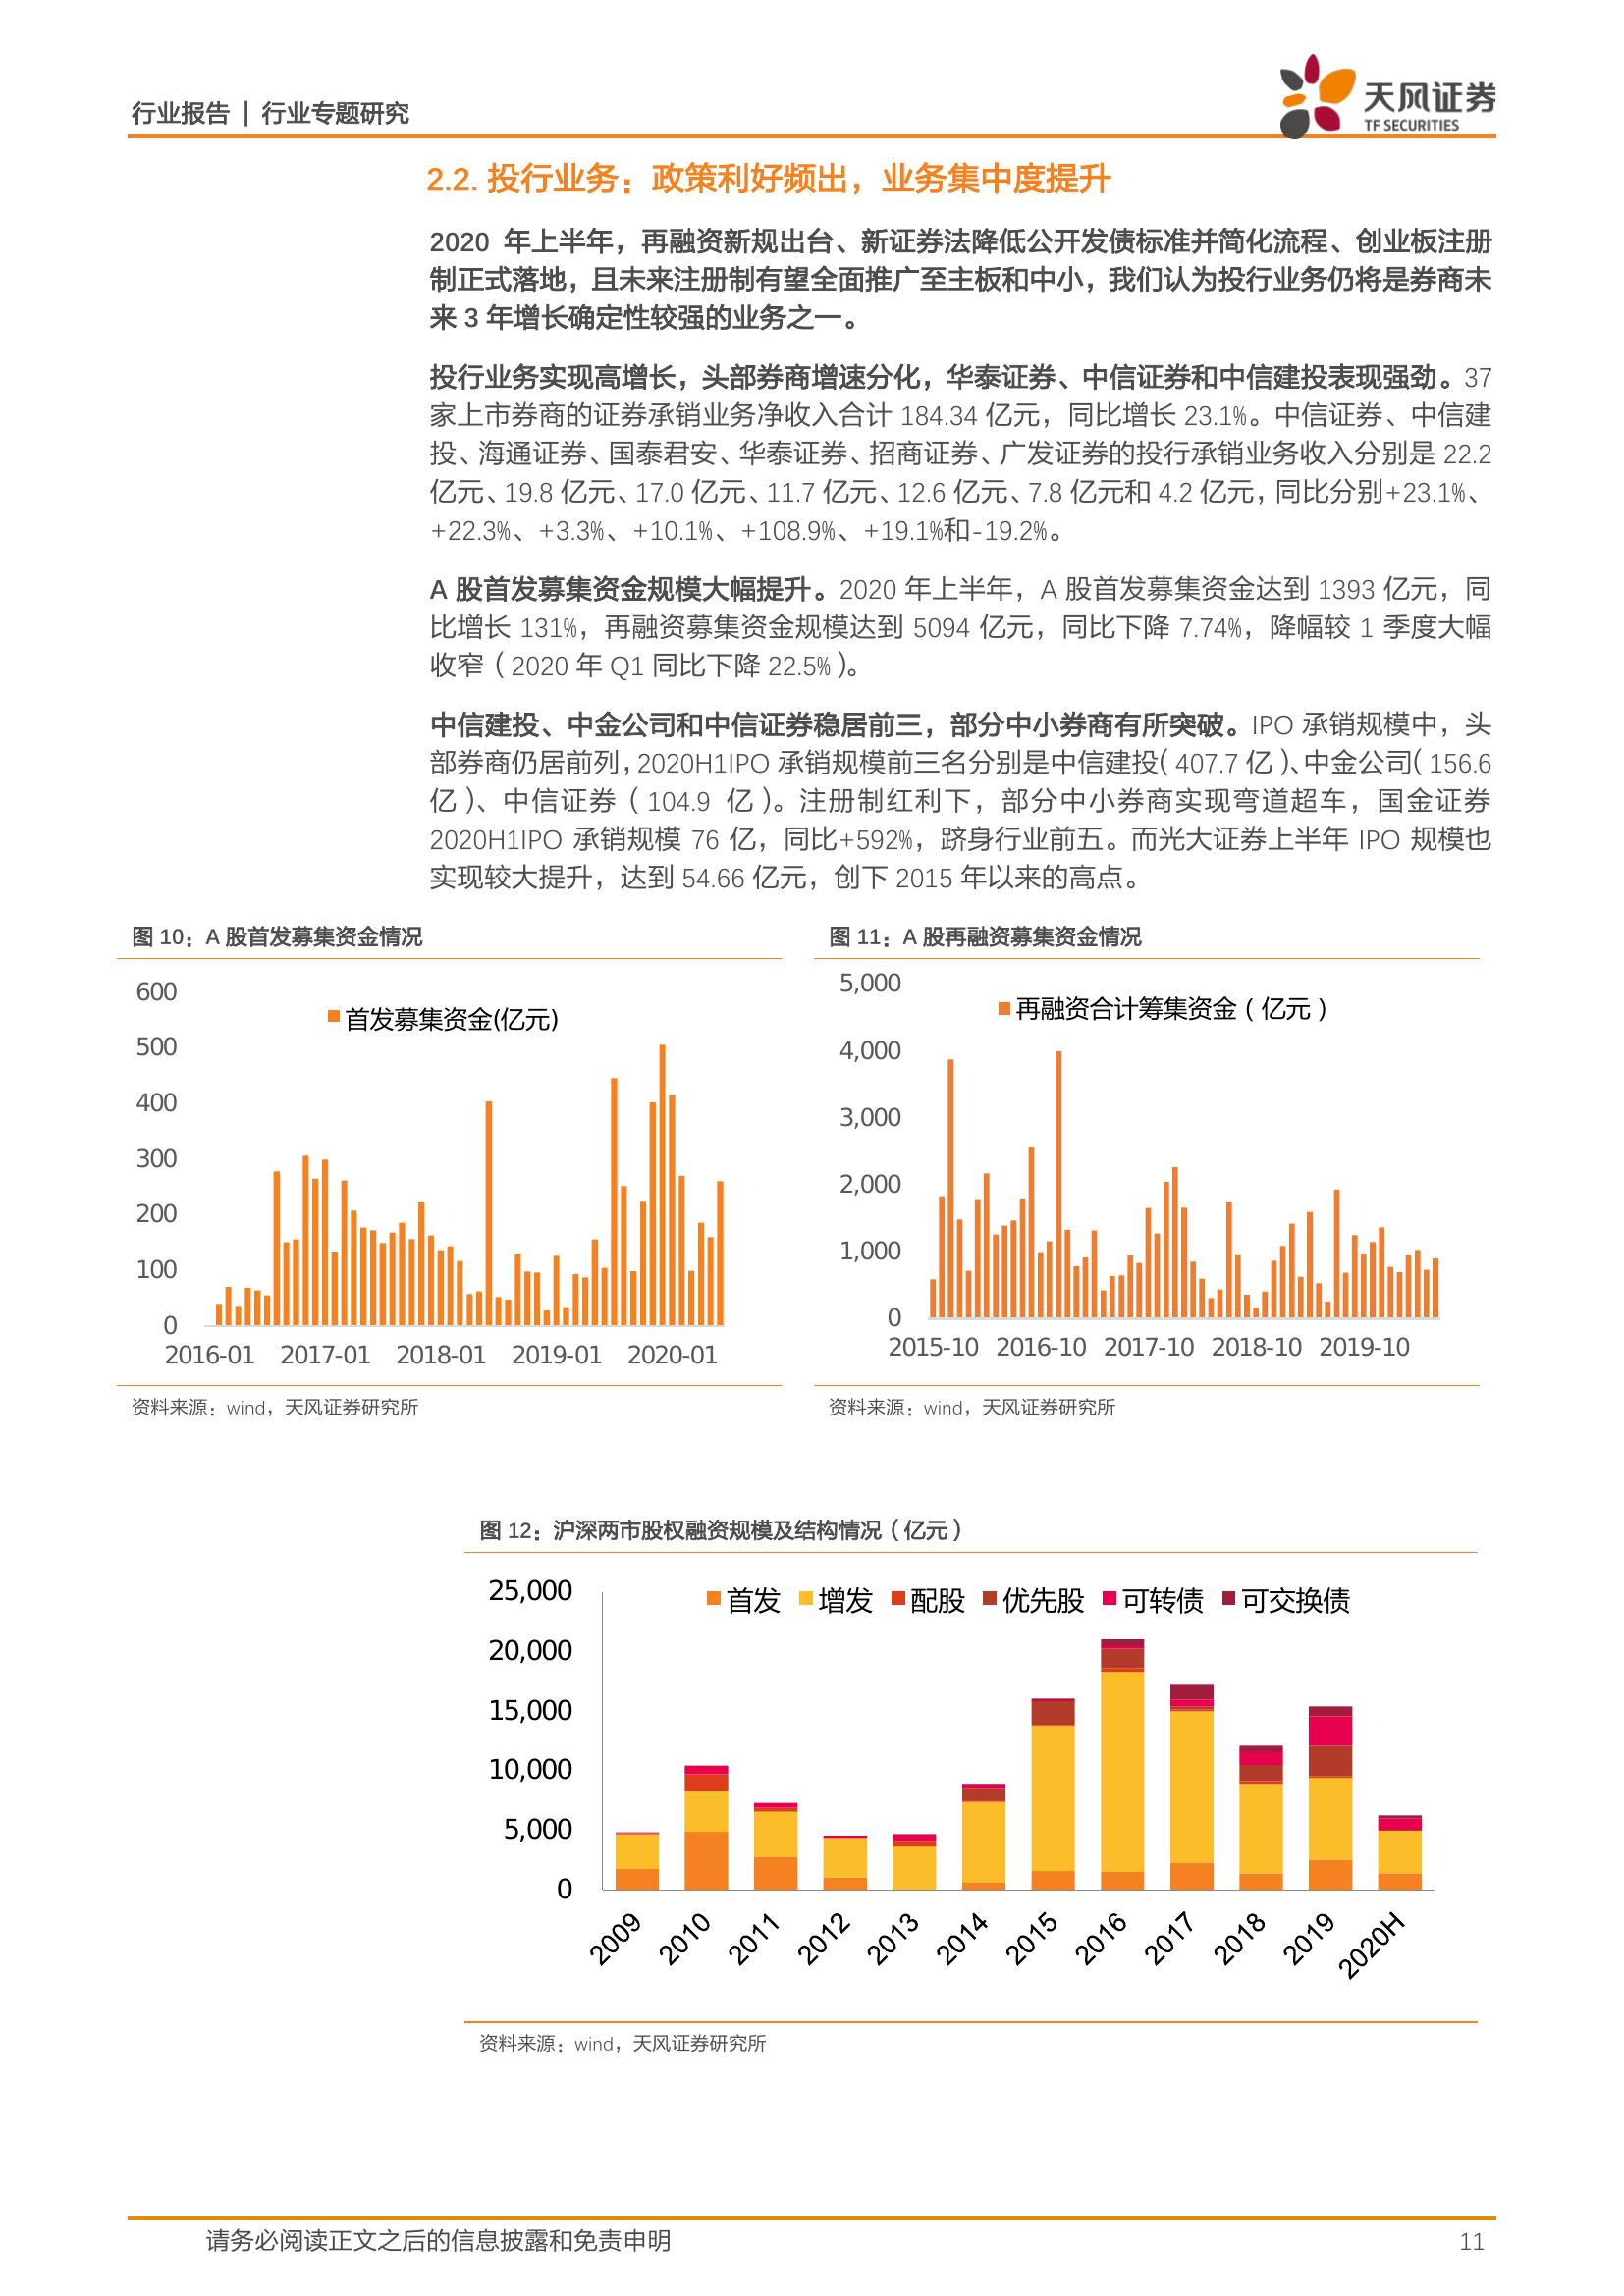 行业报告 | 行业专题研究
天风证券
TF SECURITIES
2.2. 投行业务：政策利好频出，业务集中度提升
2020 年上半年，再融资新规出台、新证券法降低公开发债标准并简化流程、创业板注册
制正式落地，且未来注册制有望全面推广至主板和中小，我们认为投行业务仍将是券商未
来 3 年增长确定性较强的业务之一。
投行业务实现高增长，头部券商增速分化，华泰证券、中信证券和中信建投表现强劲。37
家上市券商的证券承销业务净收入合计 184.34 亿元，同比增长 23.1%。中信证券、中信建
投、海通证券、国泰君安、华泰证券、招商证券、广发证券的投行承销业务收入分别是 22.2
亿元、19.8 亿元、17.0 亿元、11.7 亿元、12.6 亿元、7.8 亿元和 4.2 亿元，同比分别+23.1%、
+22.3%、+3.3%、+10.1%、+108.9%、+19.1%和-19.2%。
A 股首发募集资金规模大幅提升。2020 年上半年，A 股首发募集资金达到 1393 亿元，同
比增长 131%，再融资募集资金规模达到 5094 亿元，同比下降 7.74%，降幅较 1 季度大幅
收窄（2020 年 Q1 同比下降 22.5%）。
中信建投、中金公司和中信证券稳居前三，部分中小券商有所突破。IPO 承销规模中，头
部券商仍居前列，2020H1IPO 承销规模前三名分别是中信建投（407.7 亿）、中金公司（156.6
亿）、中信证券（104.9 亿）。注册制红利下，部分中小券商实现弯道超车，国金证券
2020H1IPO 承销规模 76 亿，同比+592%，跻身行业前五。而光大证券上半年 IPO 规模也
实现较大提升，达到 54.66 亿元，创下 2015 年以来的高点。
图 10：A 股首发募集资金情况
首发募集资金(亿元)
600
500
400
300
200
100
0
2016-01 2017-01 2018-01 2019-01 2020-01
资料来源：wind，天风证券研究所
图 11：A 股再融资募集资金情况
再融资合计筹集资金（亿元）
5,000
4,000
3,000
2,000
1,000
0
2015-10 2016-10 2017-10 2018-10 2019-10
资料来源：wind，天风证券研究所
图 12：沪深两市股权融资规模及结构情况（亿元）
首发 增发 配股 优先股 可转债 可交换债
25,000
20,000
15,000
10,000
5,000
0
2009 2010 2011 2012 2013 2014 2015 2016 2017 2018 2019 2020H
资料来源：wind，天风证券研究所
请务必阅读正文之后的信息披露和免责申明 11